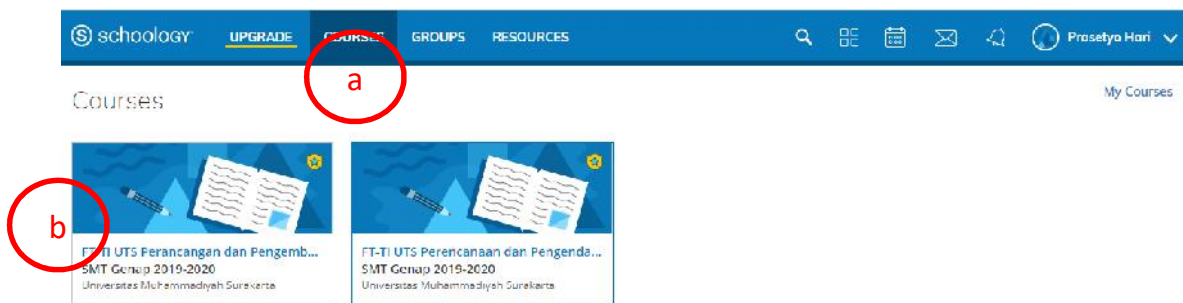 schoology UPGRADE COURSES GROUPS RESOURCES Prasetyo Hari
a
Courses
My Courses
b
FT-TI UTS Perancangan dan Pengemb...
SMT Genap 2019-2020
Universitas Muhammadiyah Surakarta
FT-TI UTS Perencanaan dan Pengenda...
SMT Genap 2019-2020
Universitas Muhammadiyah Surakarta